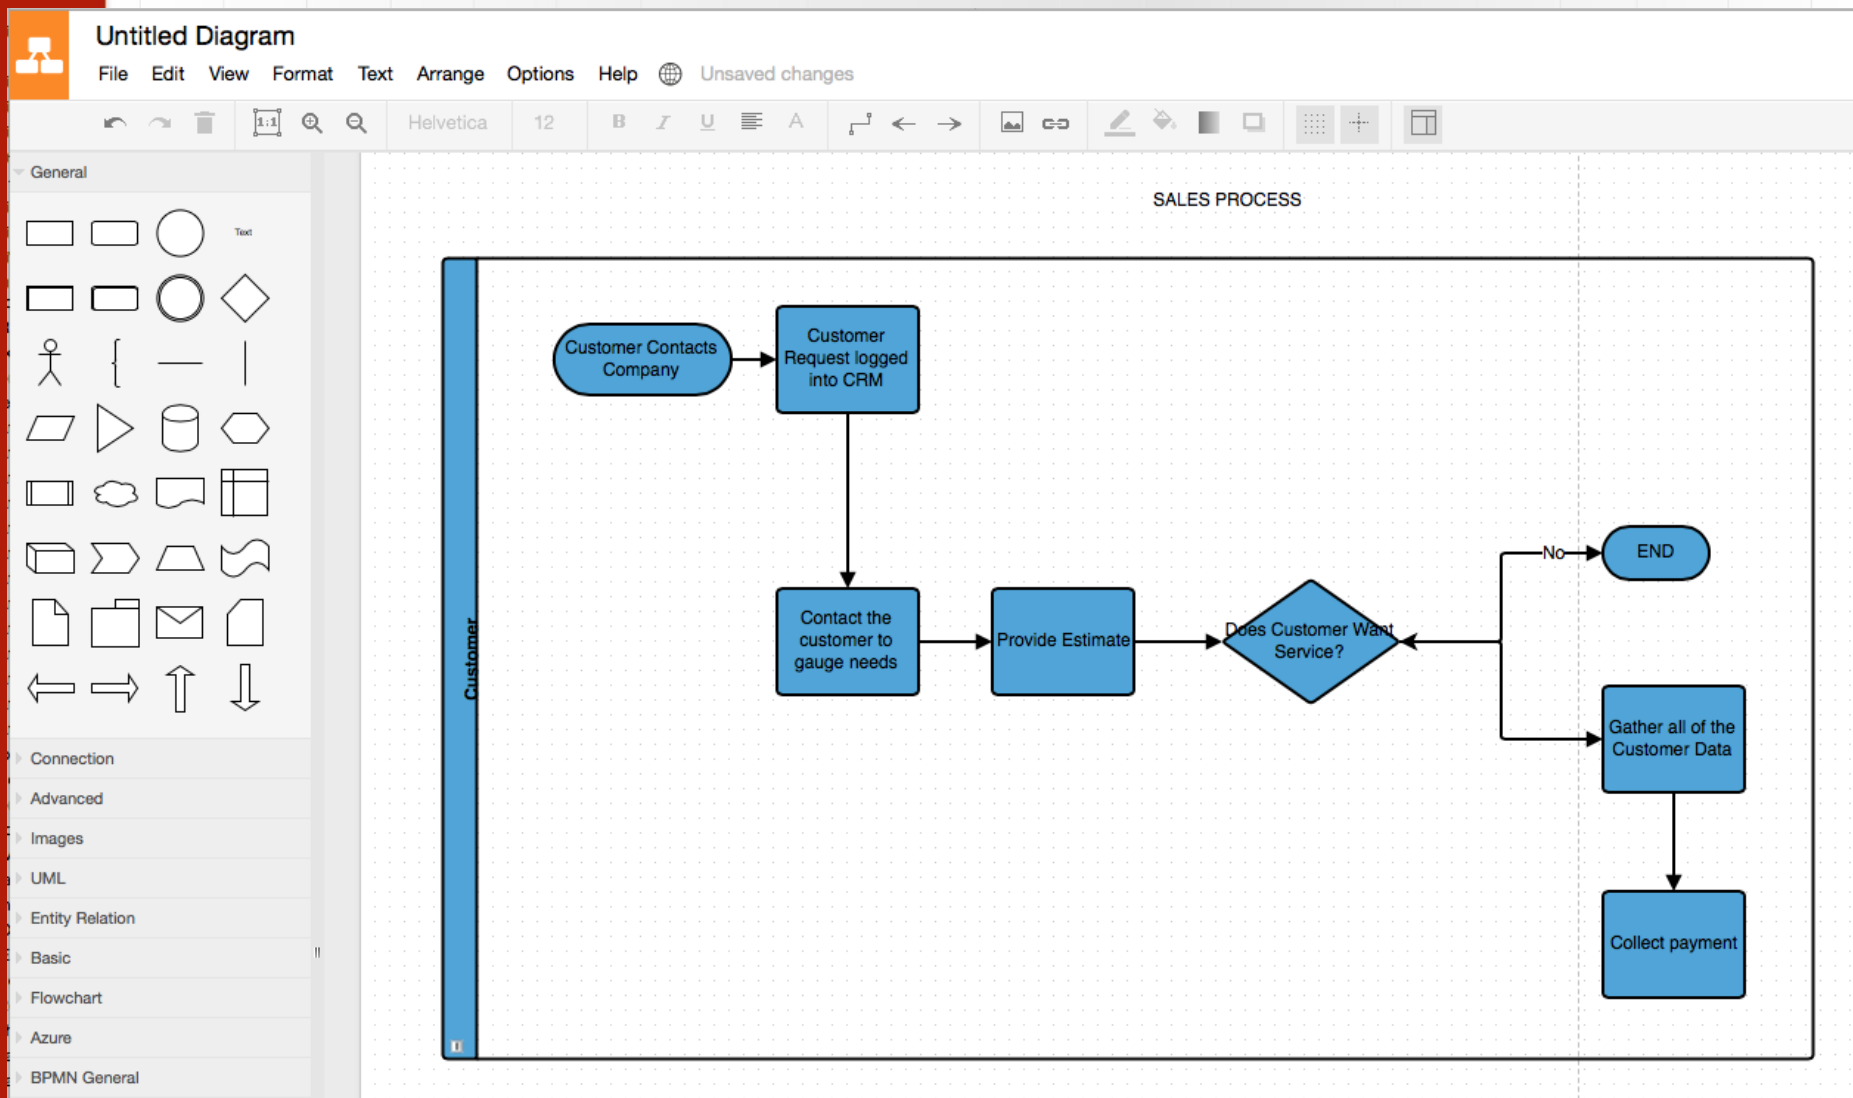 Untitled Diagram
File Edit View Format Text Arrange Options Help Unsaved changes
1:1 Helvetica 12 B I U A
General
Text
Connection
Advanced
Images
UML
Entity Relation
Basic
Flowchart
Azure
BPMN General
SALES PROCESS
Customer
Customer Contacts
Company
Customer
Request logged
into CRM
Contact the
customer to
gauge needs
Provide Estimate
Does Customer Want
Service?
No
END
Gather all of the
Customer Data
Collect payment